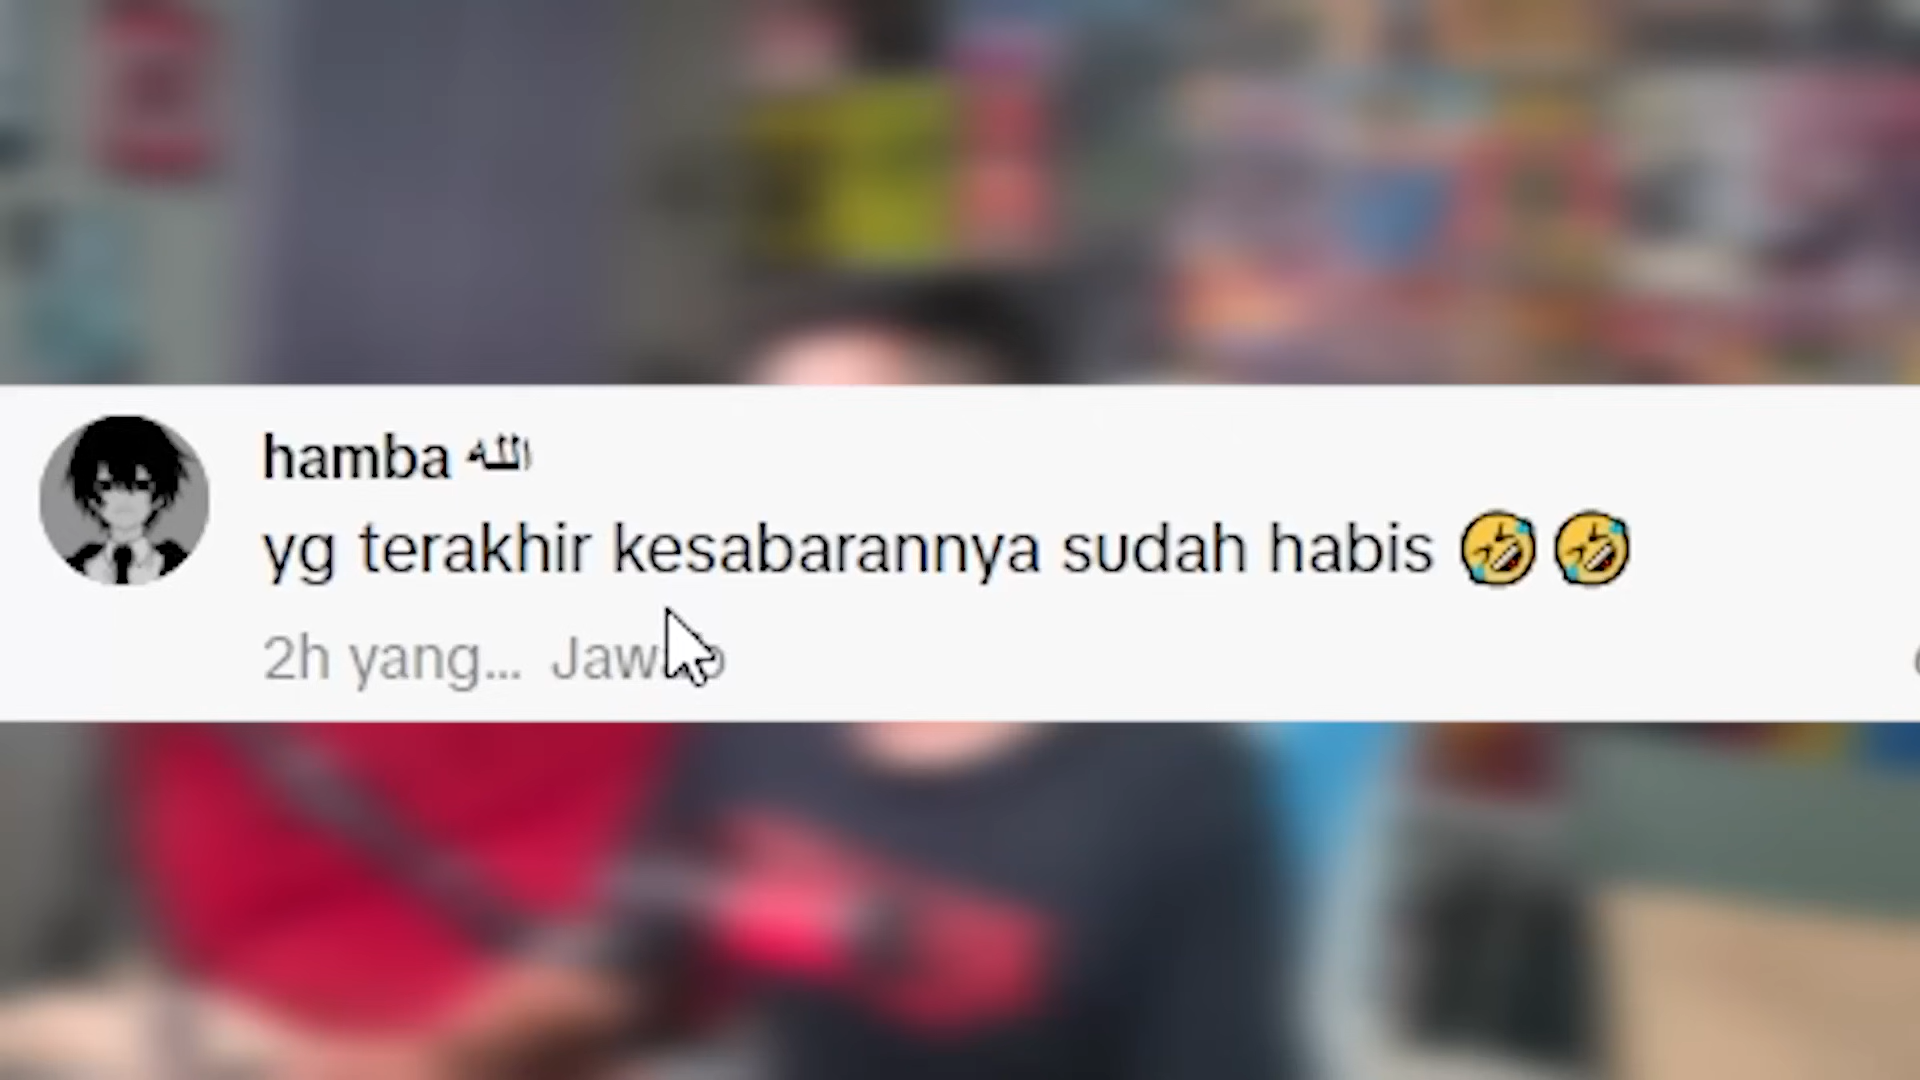 hamba الله
yg terakhir kesabarannya sudah habis 🤣 🤣
2h yang...